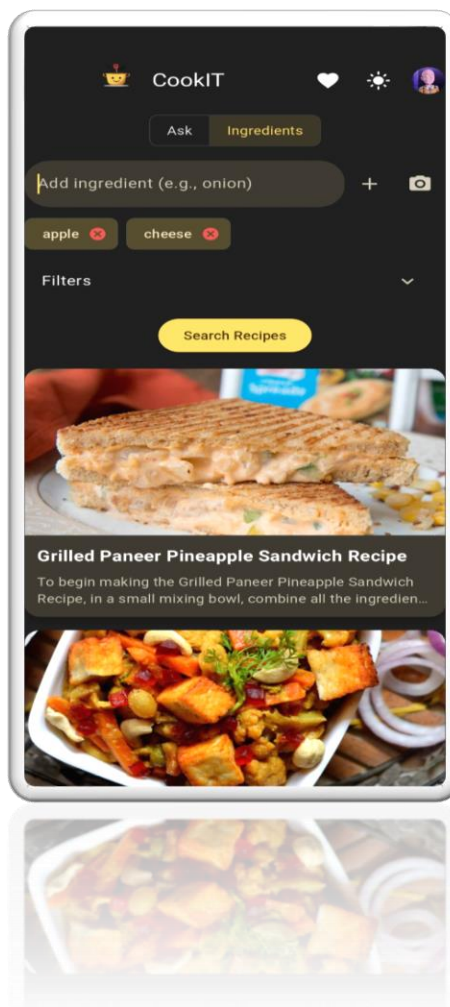 CookIT
Ask
Ingredients
Add ingredient (e.g., onion)
apple
cheese
Filters
Search Recipes
Grilled Paneer Pineapple Sandwich Recipe
To begin making the Grilled Paneer Pineapple Sandwich
Recipe, in a small mixing bowl, combine all the ingredien...